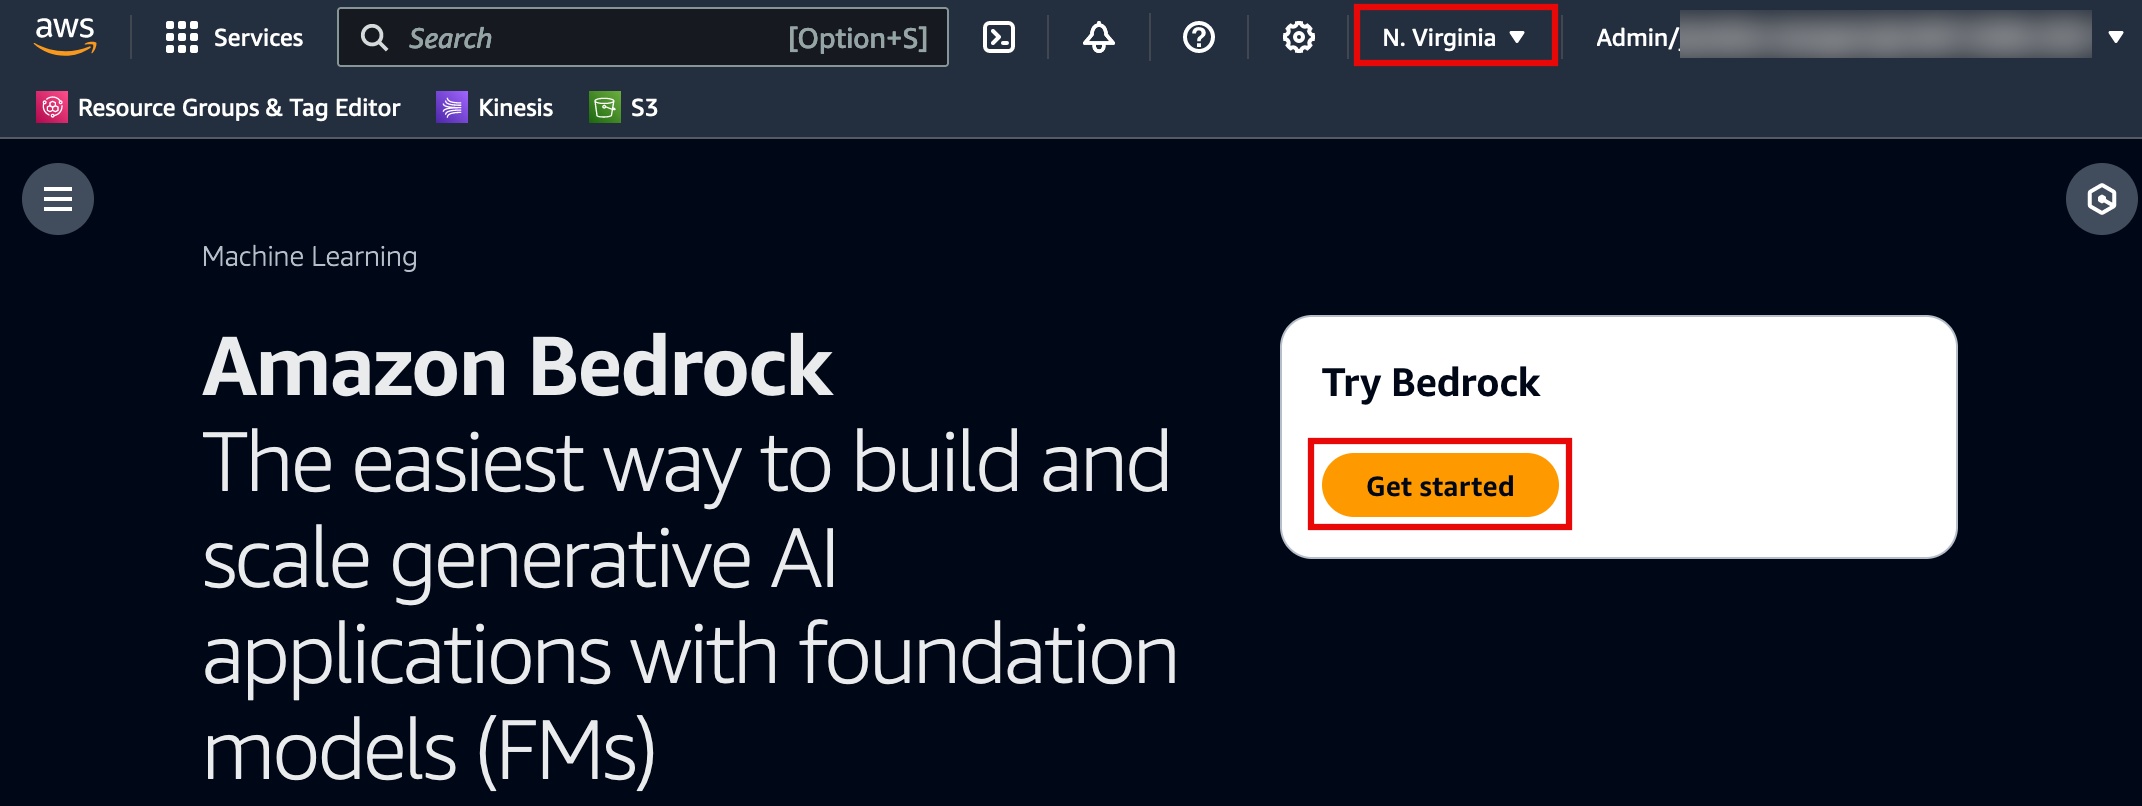 aws
Services
Search
[Option+S]
N. Virginia
Admin/
Resource Groups & Tag Editor
Kinesis
S3
Machine Learning
Amazon Bedrock
The easiest way to build and
scale generative AI
applications with foundation
models (FMs)
Try Bedrock
Get started